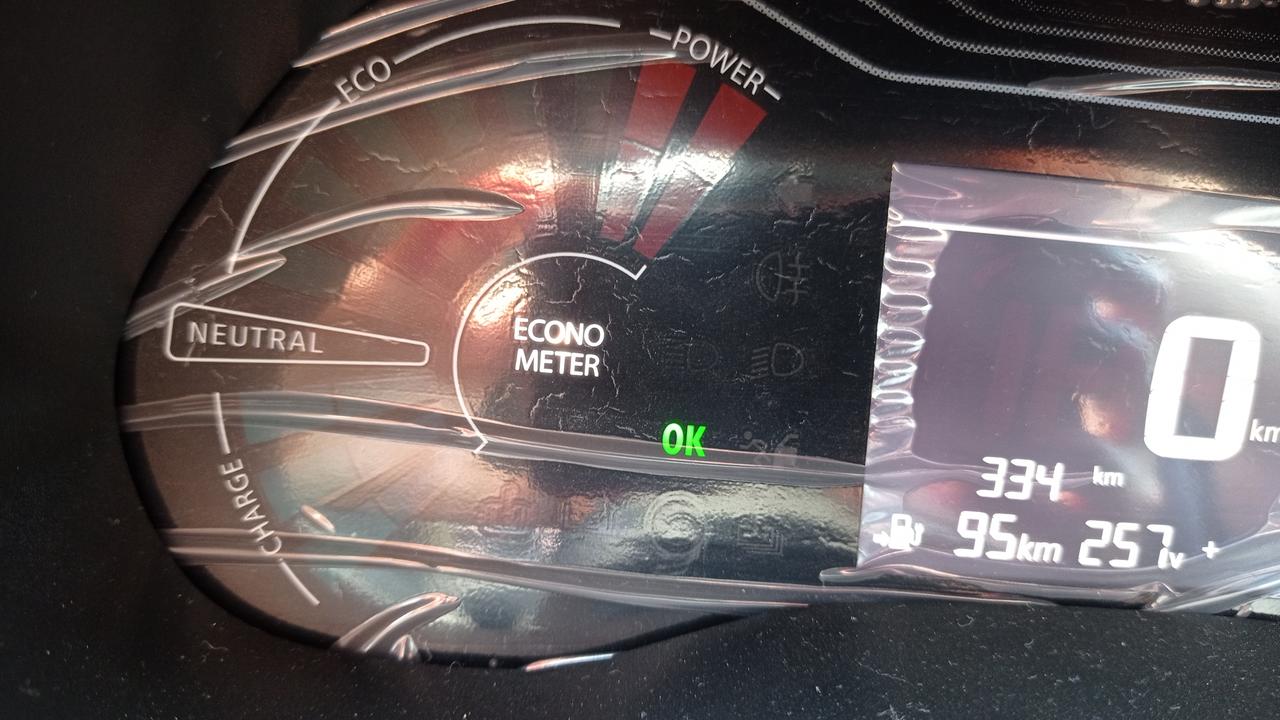 ECO
POWER
NEUTRAL
ECONO
METER
0 km
OK
CHARGE
334 km
95km 257